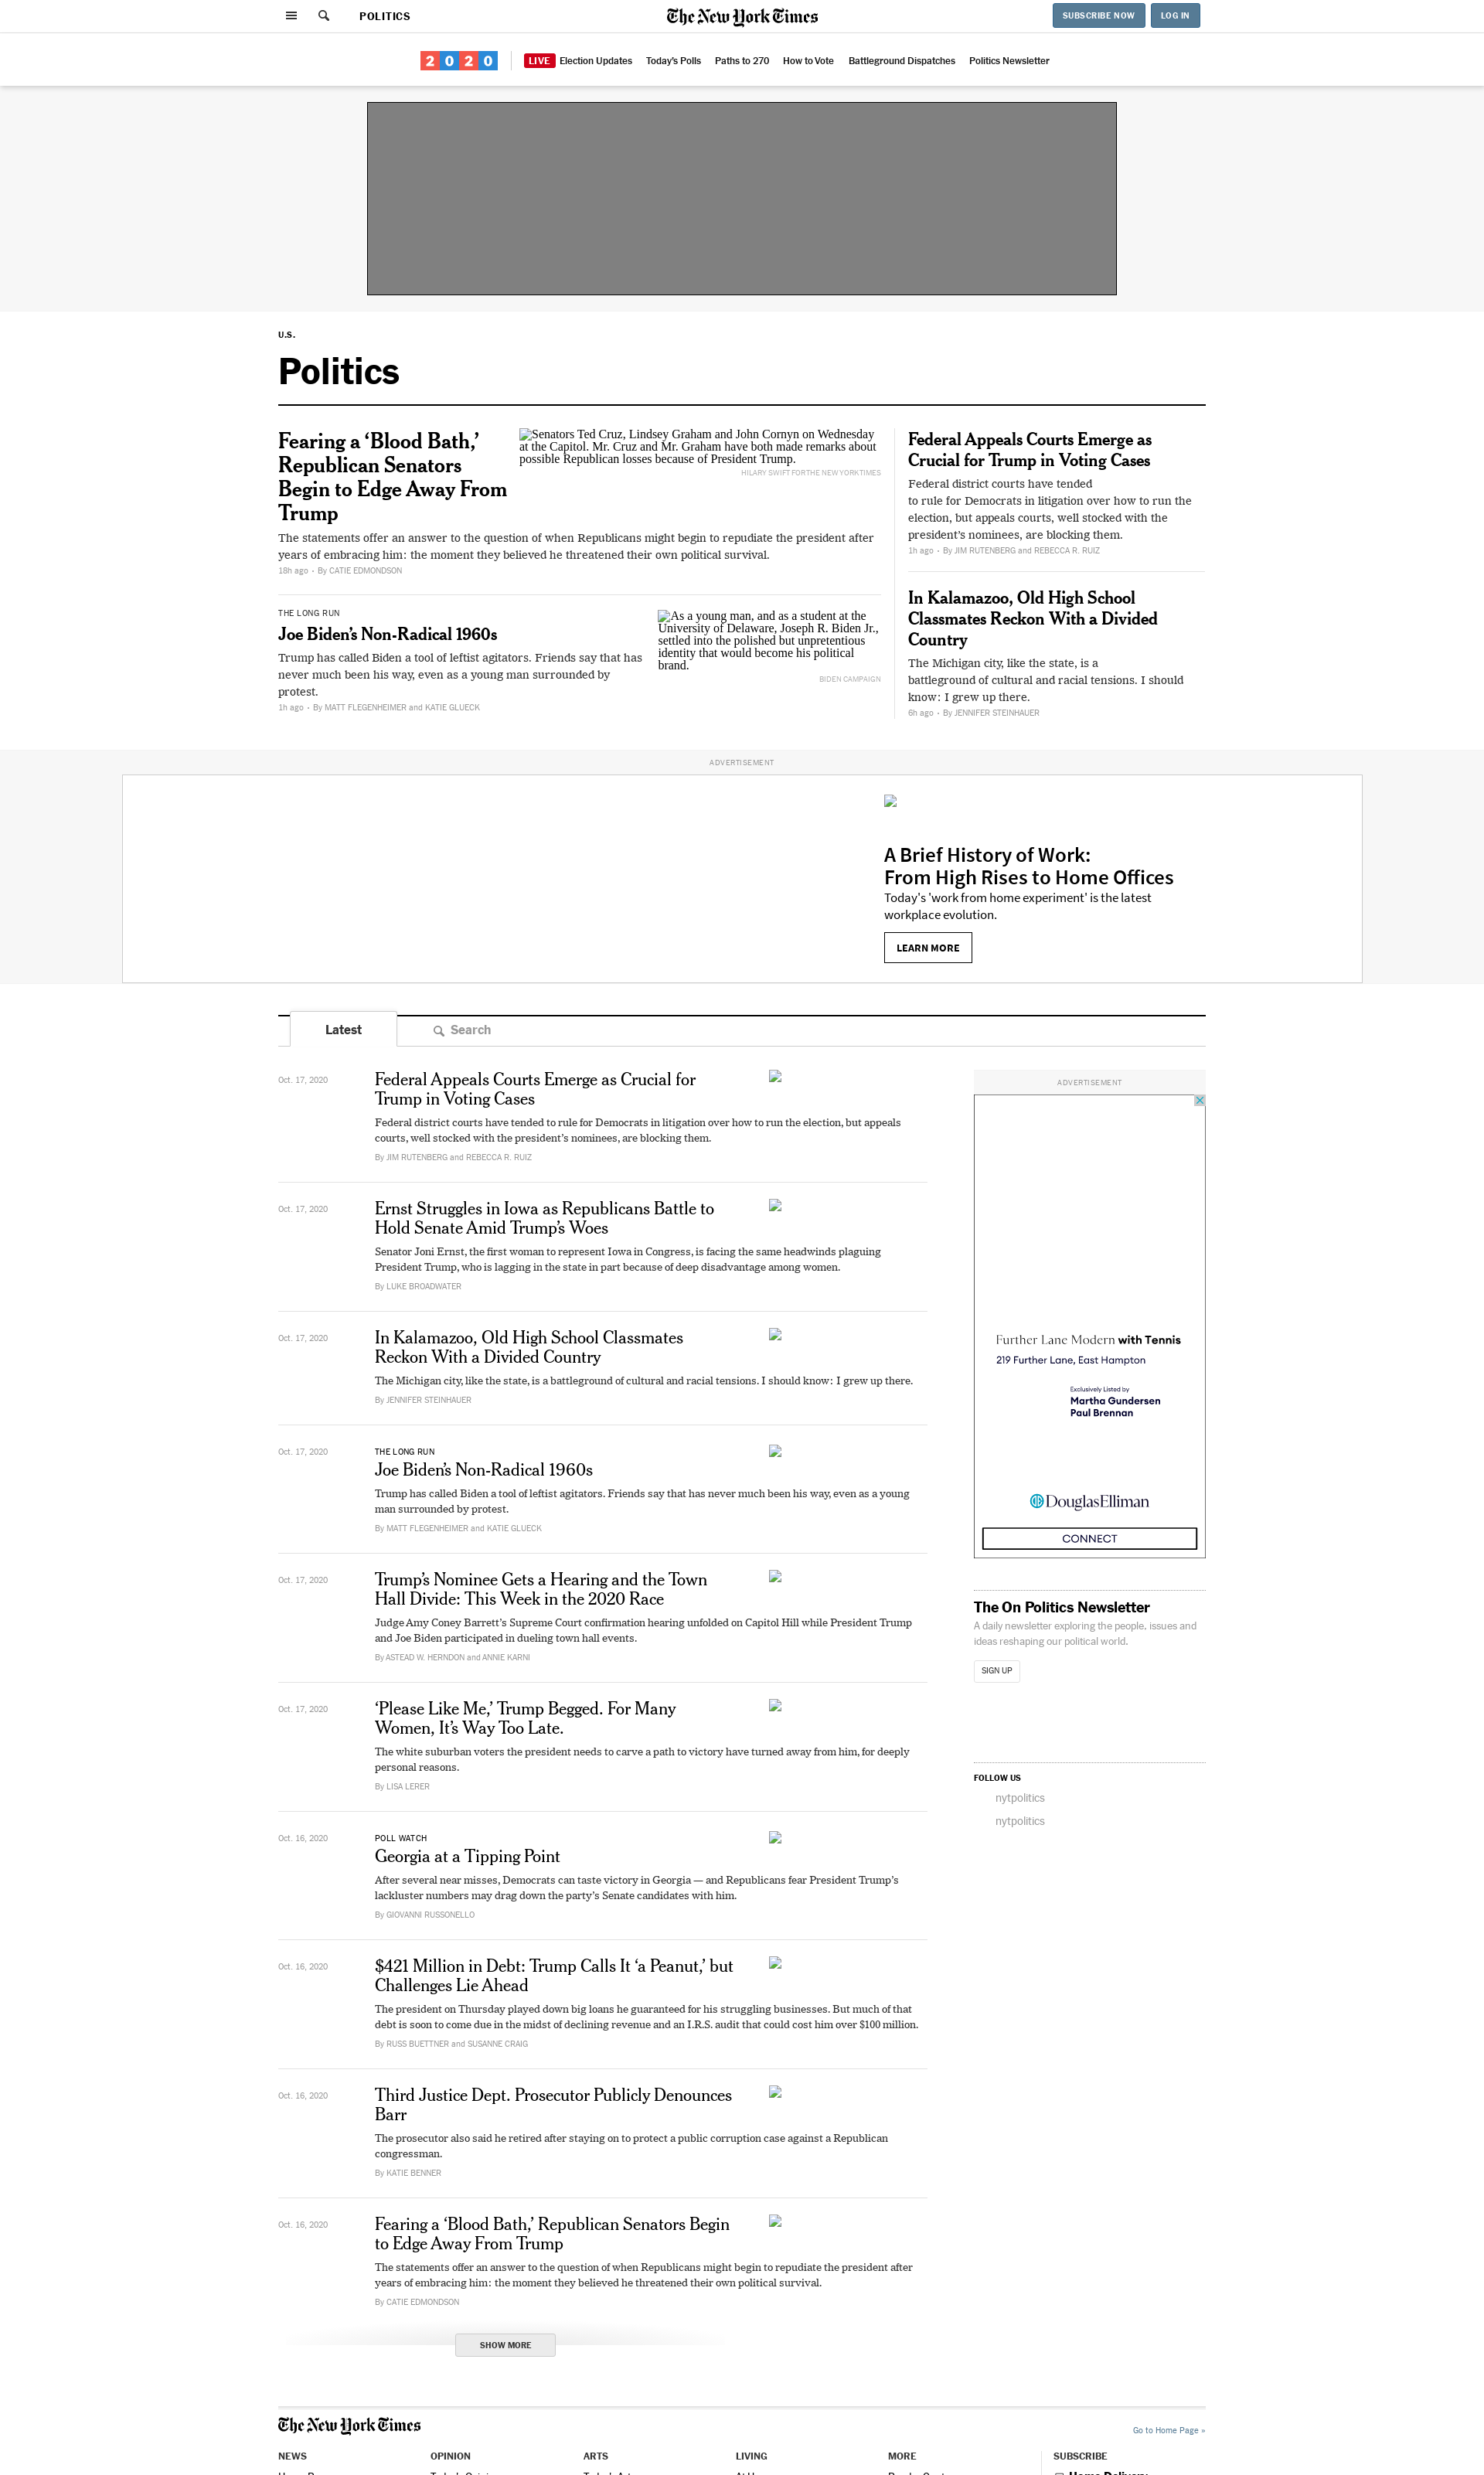 POLITICS
The New York Times
SUBSCRIBE NOW
LOG IN
2020
LIVE Election Updates
Today's Polls
Paths to 270
How to Vote
Battleground Dispatches
Politics Newsletter
U.S.
Politics
Fearing a ‘Blood Bath,’
Republican Senators
Begin to Edge Away From
Trump
Senators Ted Cruz, Lindsey Graham and John Cornyn on Wednesday
at the Capitol. Mr. Cruz and Mr. Graham have both made remarks about
possible Republican losses because of President Trump.
HILARY SWIFT FOR THE NEW YORK TIMES
The statements offer an answer to the question of when Republicans might begin to repudiate the president after
years of embracing him: the moment they believed he threatened their own political survival.
18h ago • By CATIE EDMONDSON
THE LONG RUN
Joe Biden’s Non-Radical 1960s
Trump has called Biden a tool of leftist agitators. Friends say that has
never much been his way, even as a young man surrounded by
protest.
1h ago • By MATT FLEGENHEIMER and KATIE GLUECK
As a young man, and as a student at the
University of Delaware, Joseph R. Biden Jr.,
settled into the polished but unpretentious
identity that would become his political
brand.
BIDEN CAMPAIGN
Federal Appeals Courts Emerge as
Crucial for Trump in Voting Cases
Federal district courts have tended
to rule for Democrats in litigation over how to run the
election, but appeals courts, well stocked with the
president’s nominees, are blocking them.
1h ago • By JIM RUTENBERG and REBECCA R. RUIZ
In Kalamazoo, Old High School
Classmates Reckon With a Divided
Country
The Michigan city, like the state, is a
battleground of cultural and racial tensions. I should
know: I grew up there.
6h ago • By JENNIFER STEINHAUER
ADVERTISEMENT
A Brief History of Work:
From High Rises to Home Offices
Today's 'work from home experiment' is the latest
workplace evolution.
LEARN MORE
Latest
Search
Oct. 17, 2020
Federal Appeals Courts Emerge as Crucial for
Trump in Voting Cases
Federal district courts have tended to rule for Democrats in litigation over how to run the election, but appeals
courts, well stocked with the president’s nominees, are blocking them.
By JIM RUTENBERG and REBECCA R. RUIZ
Oct. 17, 2020
Ernst Struggles in Iowa as Republicans Battle to
Hold Senate Amid Trump’s Woes
Senator Joni Ernst, the first woman to represent Iowa in Congress, is facing the same headwinds plaguing
President Trump, who is lagging in the state in part because of deep disadvantage among women.
By LUKE BROADWATER
Oct. 17, 2020
In Kalamazoo, Old High School Classmates
Reckon With a Divided Country
The Michigan city, like the state, is a battleground of cultural and racial tensions. I should know: I grew up there.
By JENNIFER STEINHAUER
Oct. 17, 2020
THE LONG RUN
Joe Biden’s Non-Radical 1960s
Trump has called Biden a tool of leftist agitators. Friends say that has never much been his way, even as a young
man surrounded by protest.
By MATT FLEGENHEIMER and KATIE GLUECK
Oct. 17, 2020
Trump’s Nominee Gets a Hearing and the Town
Hall Divide: This Week in the 2020 Race
Judge Amy Coney Barrett’s Supreme Court confirmation hearing unfolded on Capitol Hill while President Trump
and Joe Biden participated in dueling town hall events.
By ASTEAD W. HERNDON and ANNIE KARNI
Oct. 17, 2020
‘Please Like Me,’ Trump Begged. For Many
Women, It’s Way Too Late.
The white suburban voters the president needs to carve a path to victory have turned away from him, for deeply
personal reasons.
By LISA LERER
Oct. 16, 2020
POLL WATCH
Georgia at a Tipping Point
After several near misses, Democrats can taste victory in Georgia — and Republicans fear President Trump’s
lackluster numbers may drag down the party’s Senate candidates with him.
By GIOVANNI RUSSONELLO
Oct. 16, 2020
$421 Million in Debt: Trump Calls It ‘a Peanut,’ but
Challenges Lie Ahead
The president on Thursday played down big loans he guaranteed for his struggling businesses. But much of that
debt is soon to come due in the midst of declining revenue and an I.R.S. audit that could cost him over $100 million.
By RUSS BUETTNER and SUSANNE CRAIG
Oct. 16, 2020
Third Justice Dept. Prosecutor Publicly Denounces
Barr
The prosecutor also said he retired after staying on to protect a public corruption case against a Republican
congressman.
By KATIE BENNER
Oct. 16, 2020
Fearing a ‘Blood Bath,’ Republican Senators Begin
to Edge Away From Trump
The statements offer an answer to the question of when Republicans might begin to repudiate the president after
years of embracing him: the moment they believed he threatened their own political survival.
By CATIE EDMONDSON
SHOW MORE
ADVERTISEMENT
Further Lane Modern with Tennis
219 Further Lane, East Hampton
Exclusively Listed by
Martha Gundersen
Paul Brennan
DouglasElliman
CONNECT
The On Politics Newsletter
A daily newsletter exploring the people, issues and
ideas reshaping our political world.
SIGN UP
FOLLOW US
nytpolitics
nytpolitics
The New York Times
Go to Home Page »
NEWS
OPINION
ARTS
LIVING
MORE
SUBSCRIBE